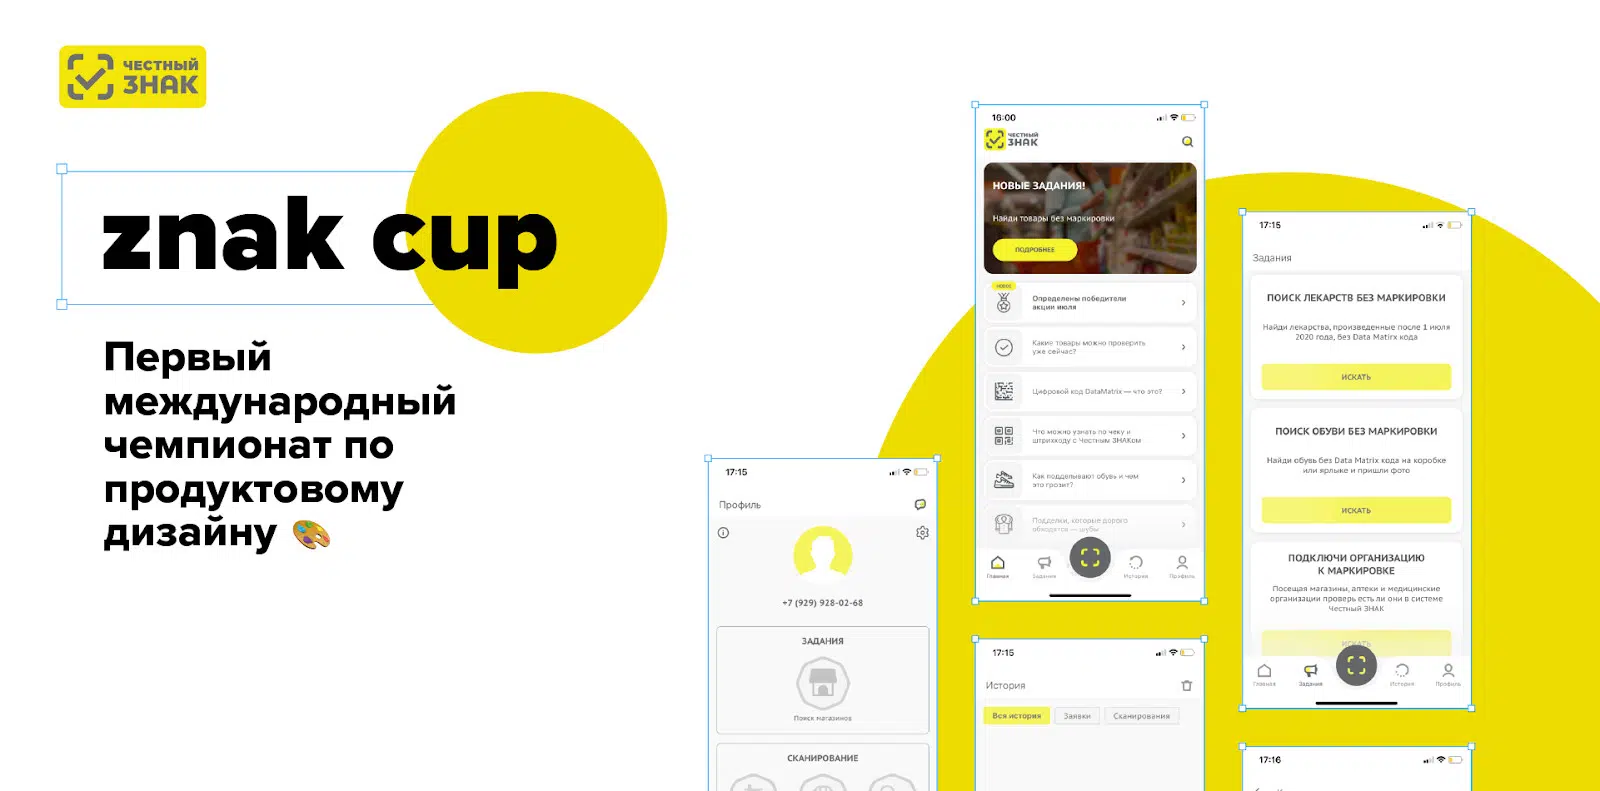 ЧЕСТНЫЙ
ЗНАК
znak cup
Первый
международный
чемпионат по
продуктовому
дизайну
17:15
Профиль
+7 (929) 928-02-68
ЗАДАНИЯ
Поиск магазинов
СКАНИРОВАНИЕ
16:00
ЧЕСТНЫЙ
ЗНАК
НОВЫЕ ЗАДАНИЯ!
Найди товары без маркировки
ПОДРОБНЕЕ
НОВОЕ
Определены победители
акции июля
Какие товары можно проверить
уже сейчас?
Цифровой код DataMatrix — что это?
Что можно узнать по чеку и
штрихкоду с Честным ЗНАКом
Как подделывают обувь и чем
это грозит?
Подделки, которые дорого
обходятся — шубы
Главная
Задания
История
Профиль
17:15
История
Вся история
Заявки
Сканирования
17:15
Задания
ПОИСК ЛЕКАРСТВ БЕЗ МАРКИРОВКИ
Найди лекарства, произведенные после 1 июля
2020 года, без Data Matirx кода
ИСКАТЬ
ПОИСК ОБУВИ БЕЗ МАРКИРОВКИ
Найди обувь без Data Matrix кода на коробке
или ярлыке и пришли фото
ИСКАТЬ
ПОДКЛЮЧИ ОРГАНИЗАЦИЮ
К МАРКИРОВКЕ
Посещая магазины, аптеки и медицинские
организации проверь есть ли они в системе
Честный ЗНАК
ИСКАТЬ
Главная
Задания
История
Профиль
17:16